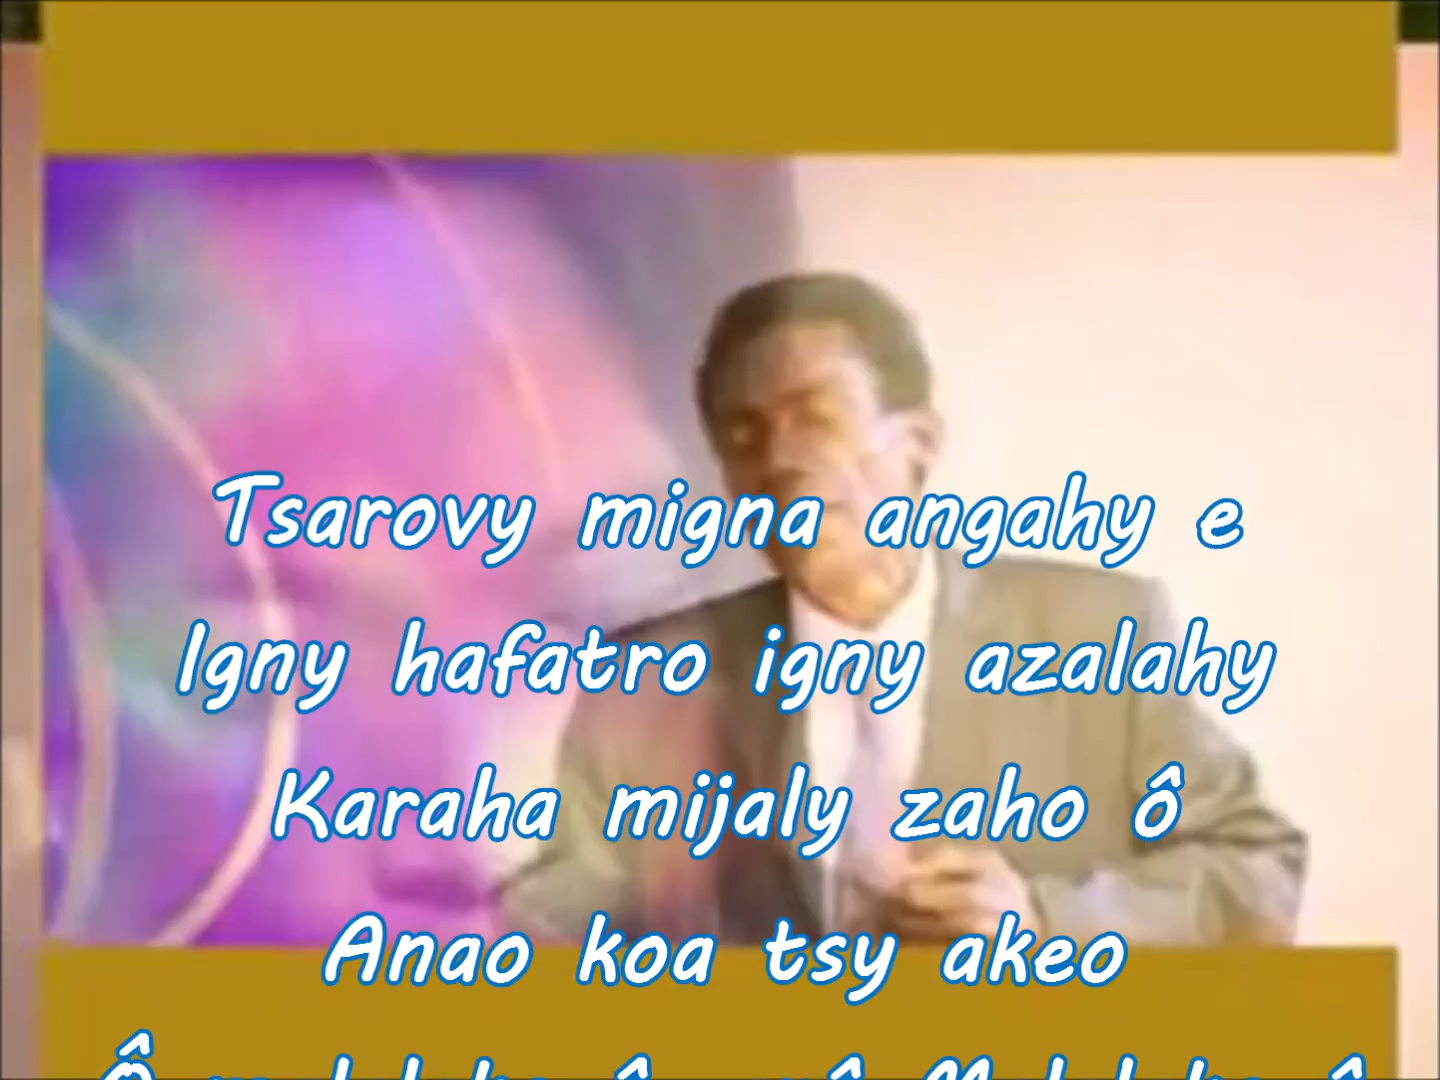 Tsarovy migna angahy e
Igny hafatro igny azalahy
Karaha mijaly zaho ô
Anao koa tsy akeo